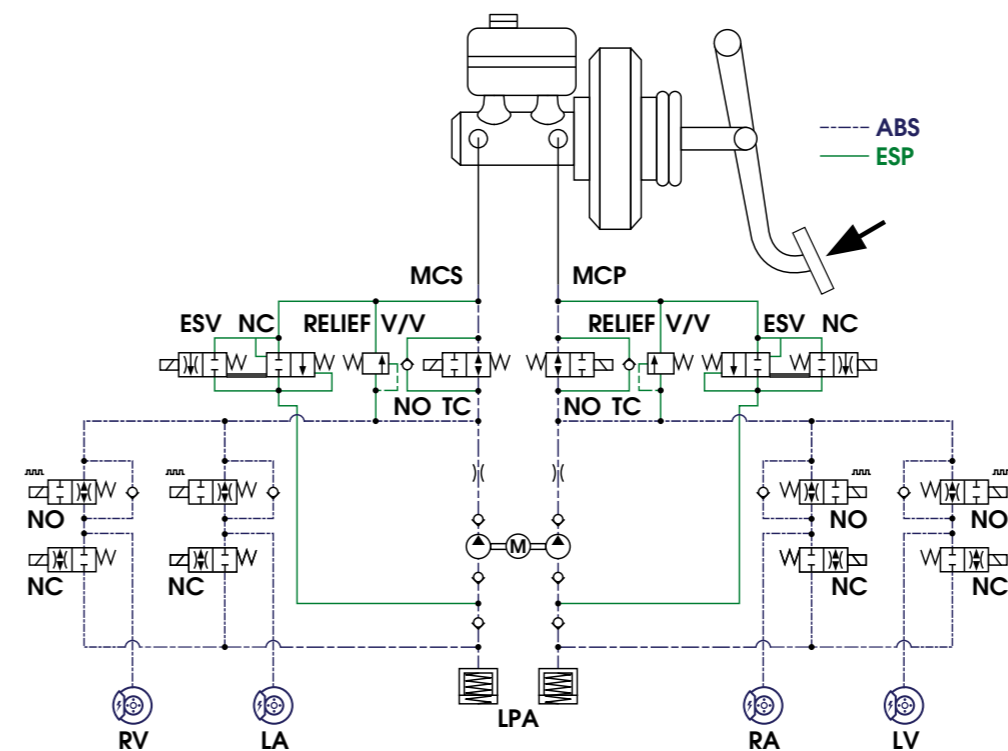 ABS
ESP
MCS MCP
ESV NC RELIEF V/V RELIEF V/V ESV NC
NO TC NO TC
NO NO NO
M
NC NC NC NC
LPA
RV LA RA LV